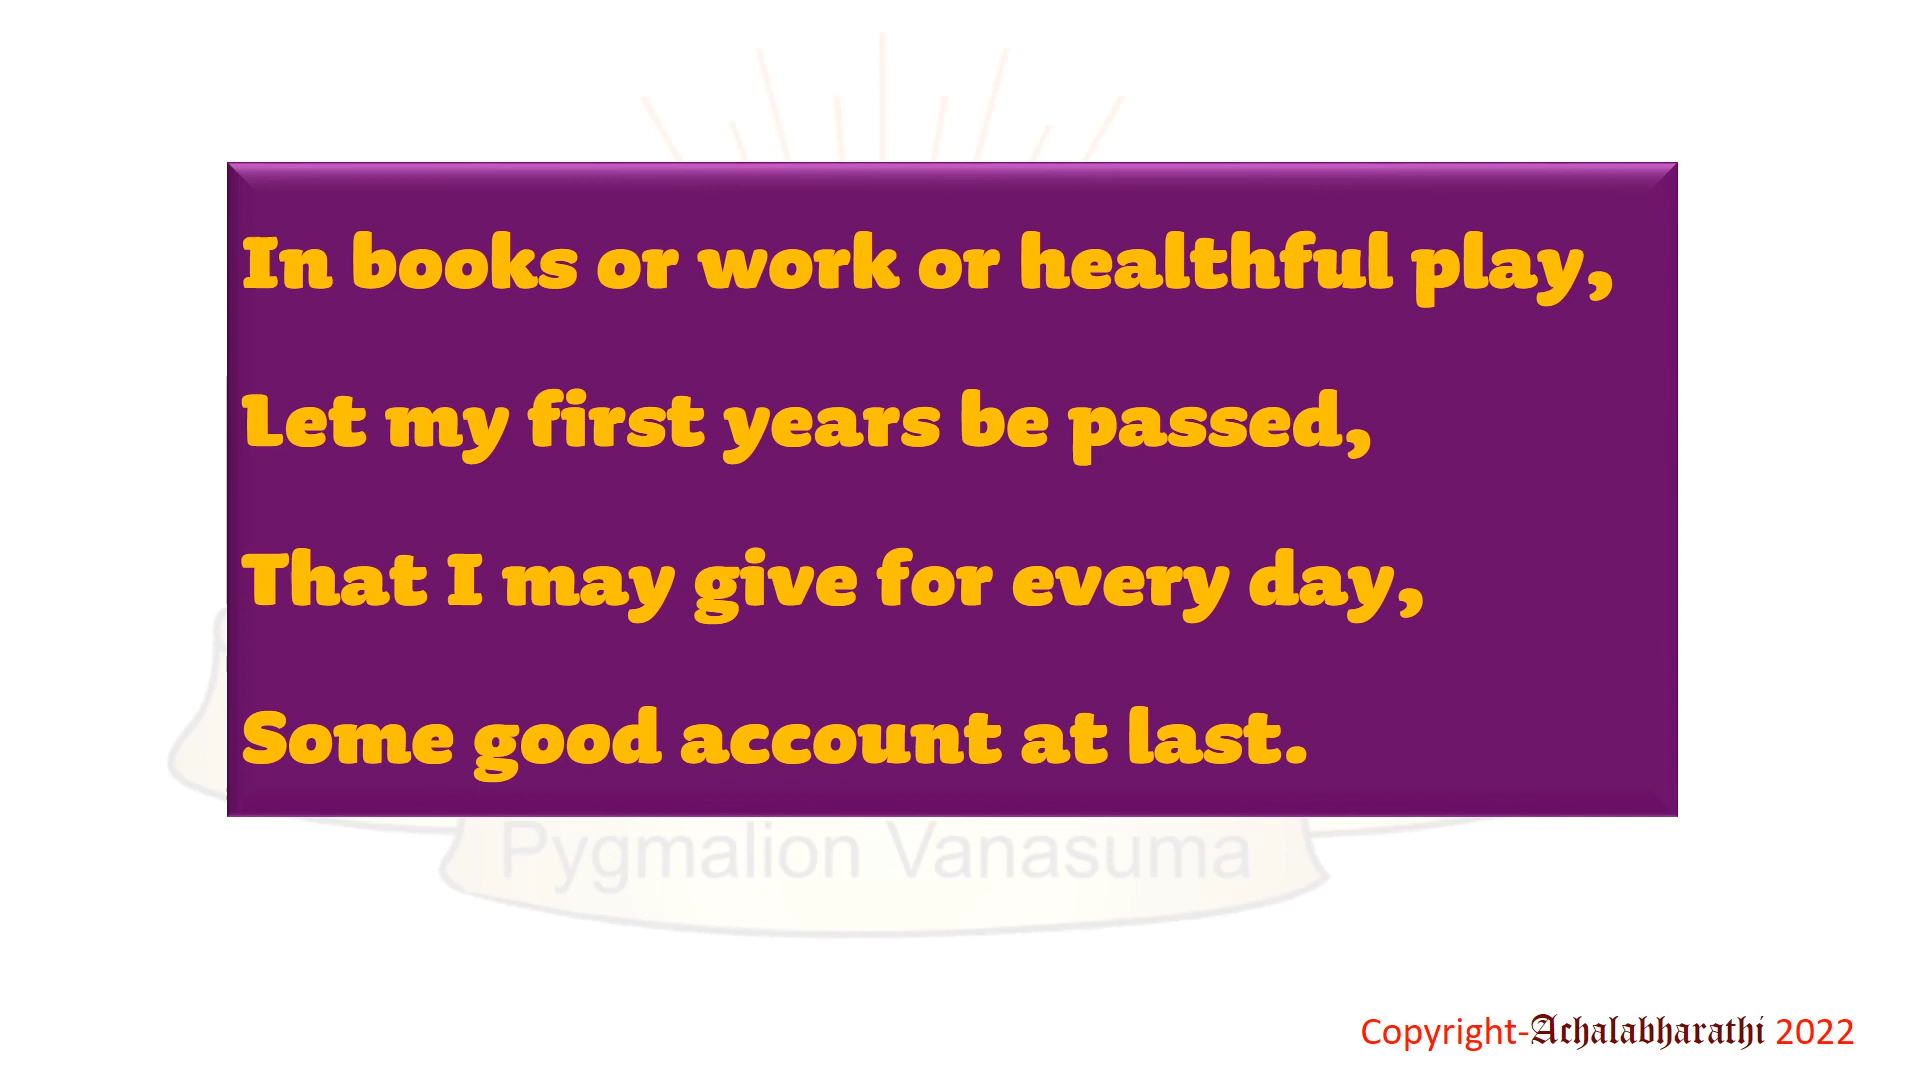 In books or work or healthful play,
Let my first years be passed,
That I may give for every day,
Some good account at last.
Pygmalion Vanasuma
Copyright-Achalabharathi 2022